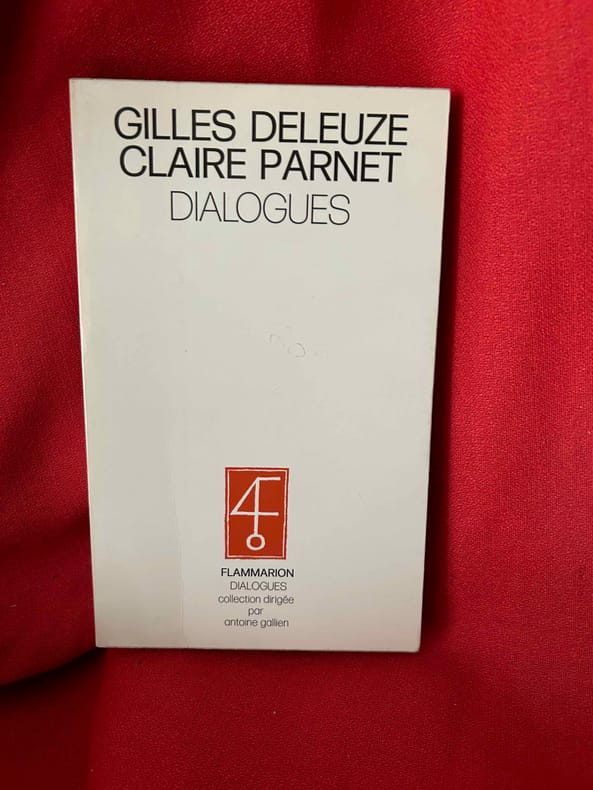 GILLES DELEUZE
CLAIRE PARNET
DIALOGUES
FLAMMARION
DIALOGUES
collection dirigée
par
antoine gallien